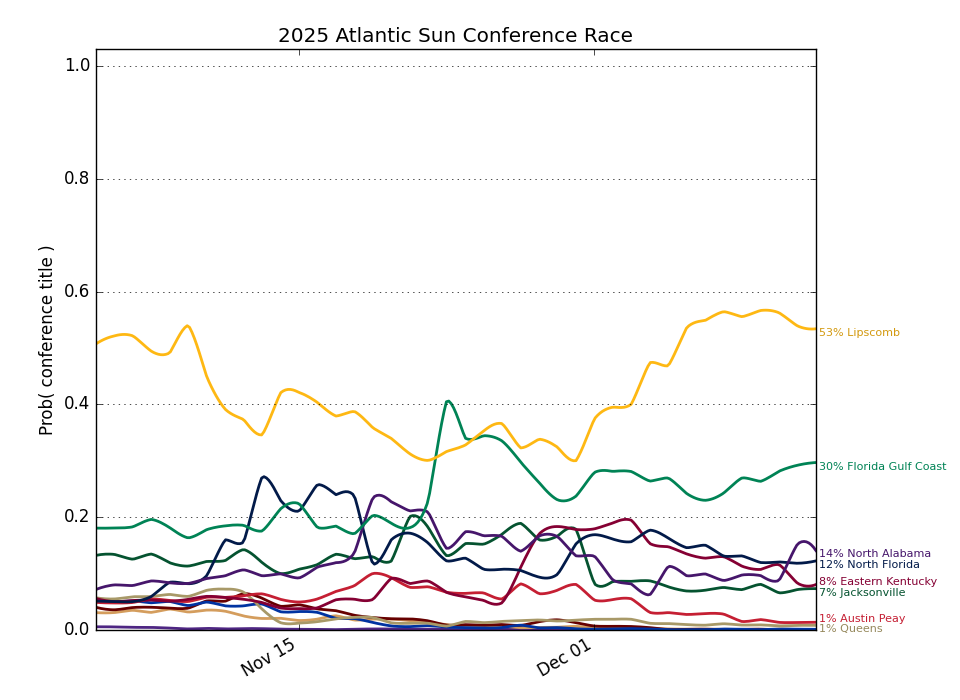 2025 Atlantic Sun Conference Race
Prob( conference title )
1.0
0.8
0.6
0.4
0.2
0.0
Nov 15
Dec 01
53% Lipscomb
30% Florida Gulf Coast
14% North Alabama
12% North Florida
8% Eastern Kentucky
7% Jacksonville
1% Austin Peay
1% Queens